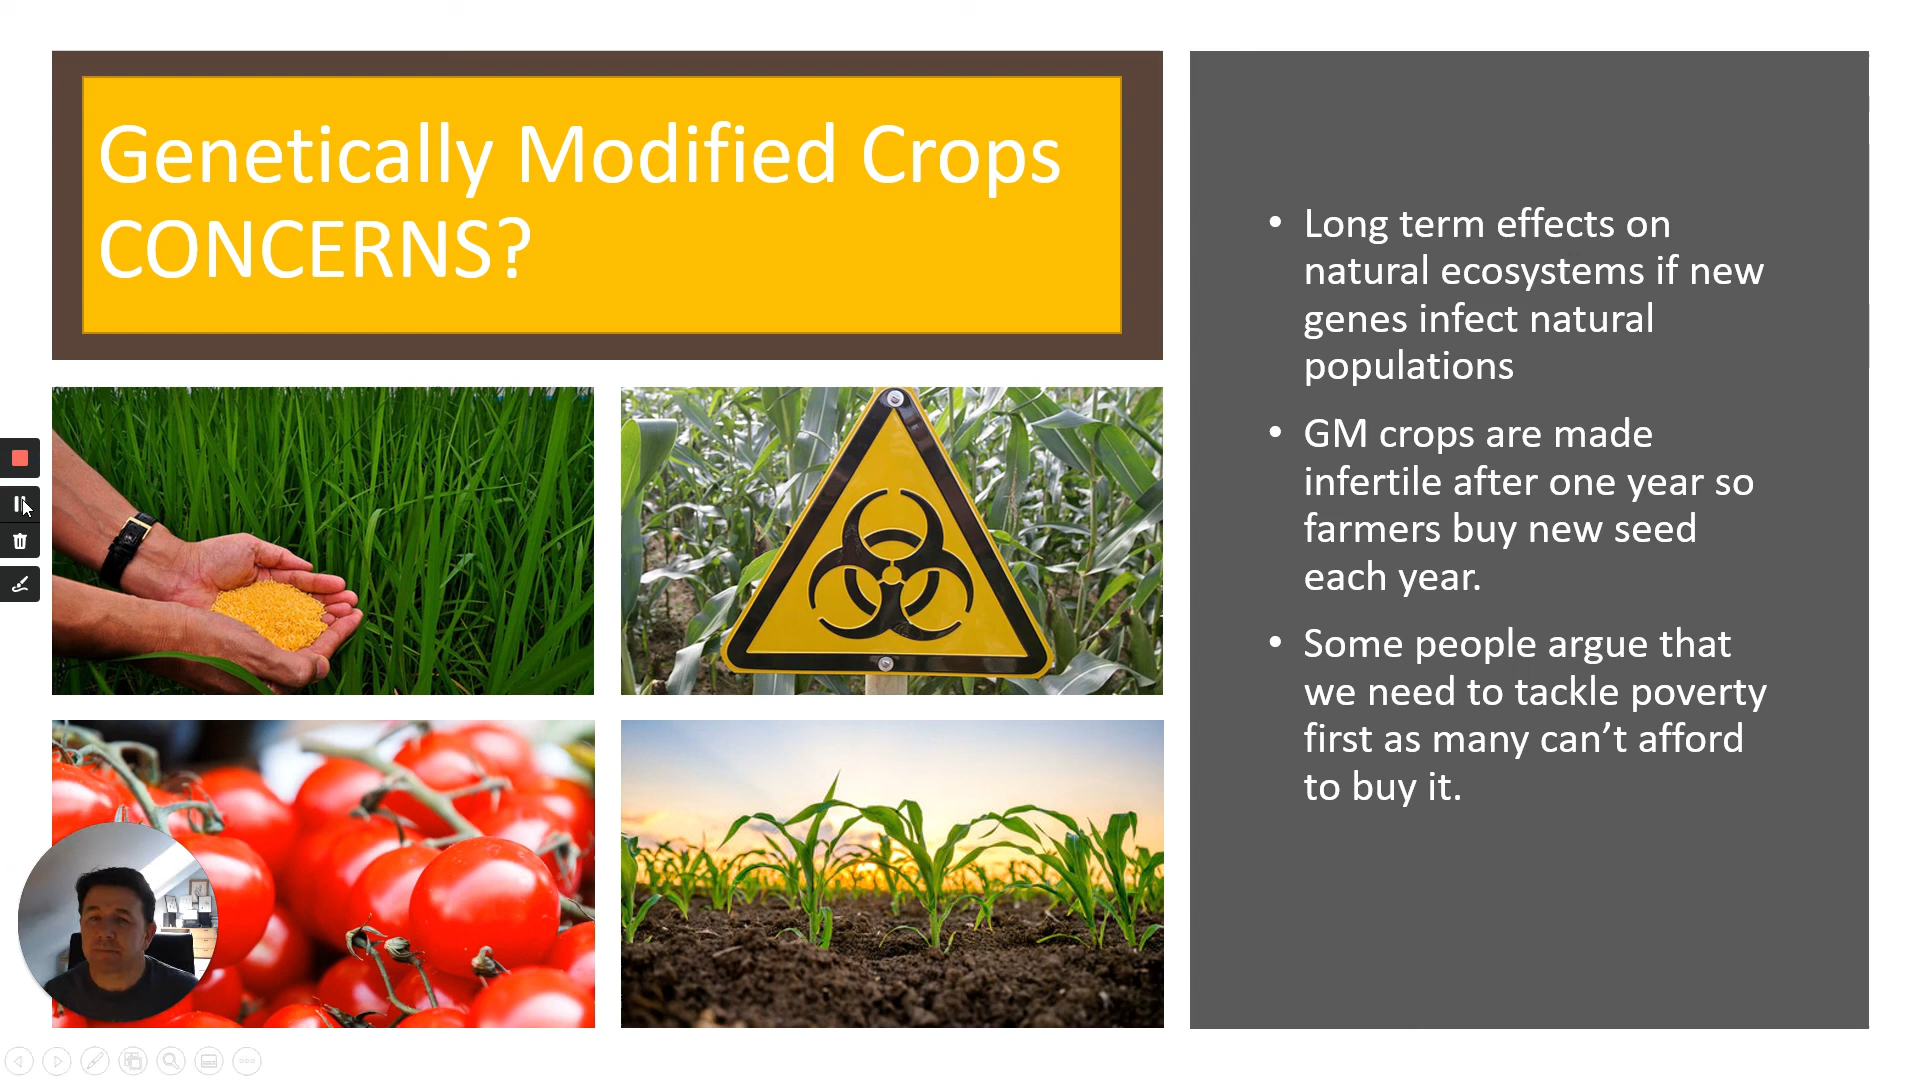 Genetically Modified Crops
CONCERNS?
• Long term effects on
natural ecosystems if new
genes infect natural
populations
• GM crops are made
infertile after one year so
farmers buy new seed
each year.
• Some people argue that
we need to tackle poverty
first as many can’t afford
to buy it.